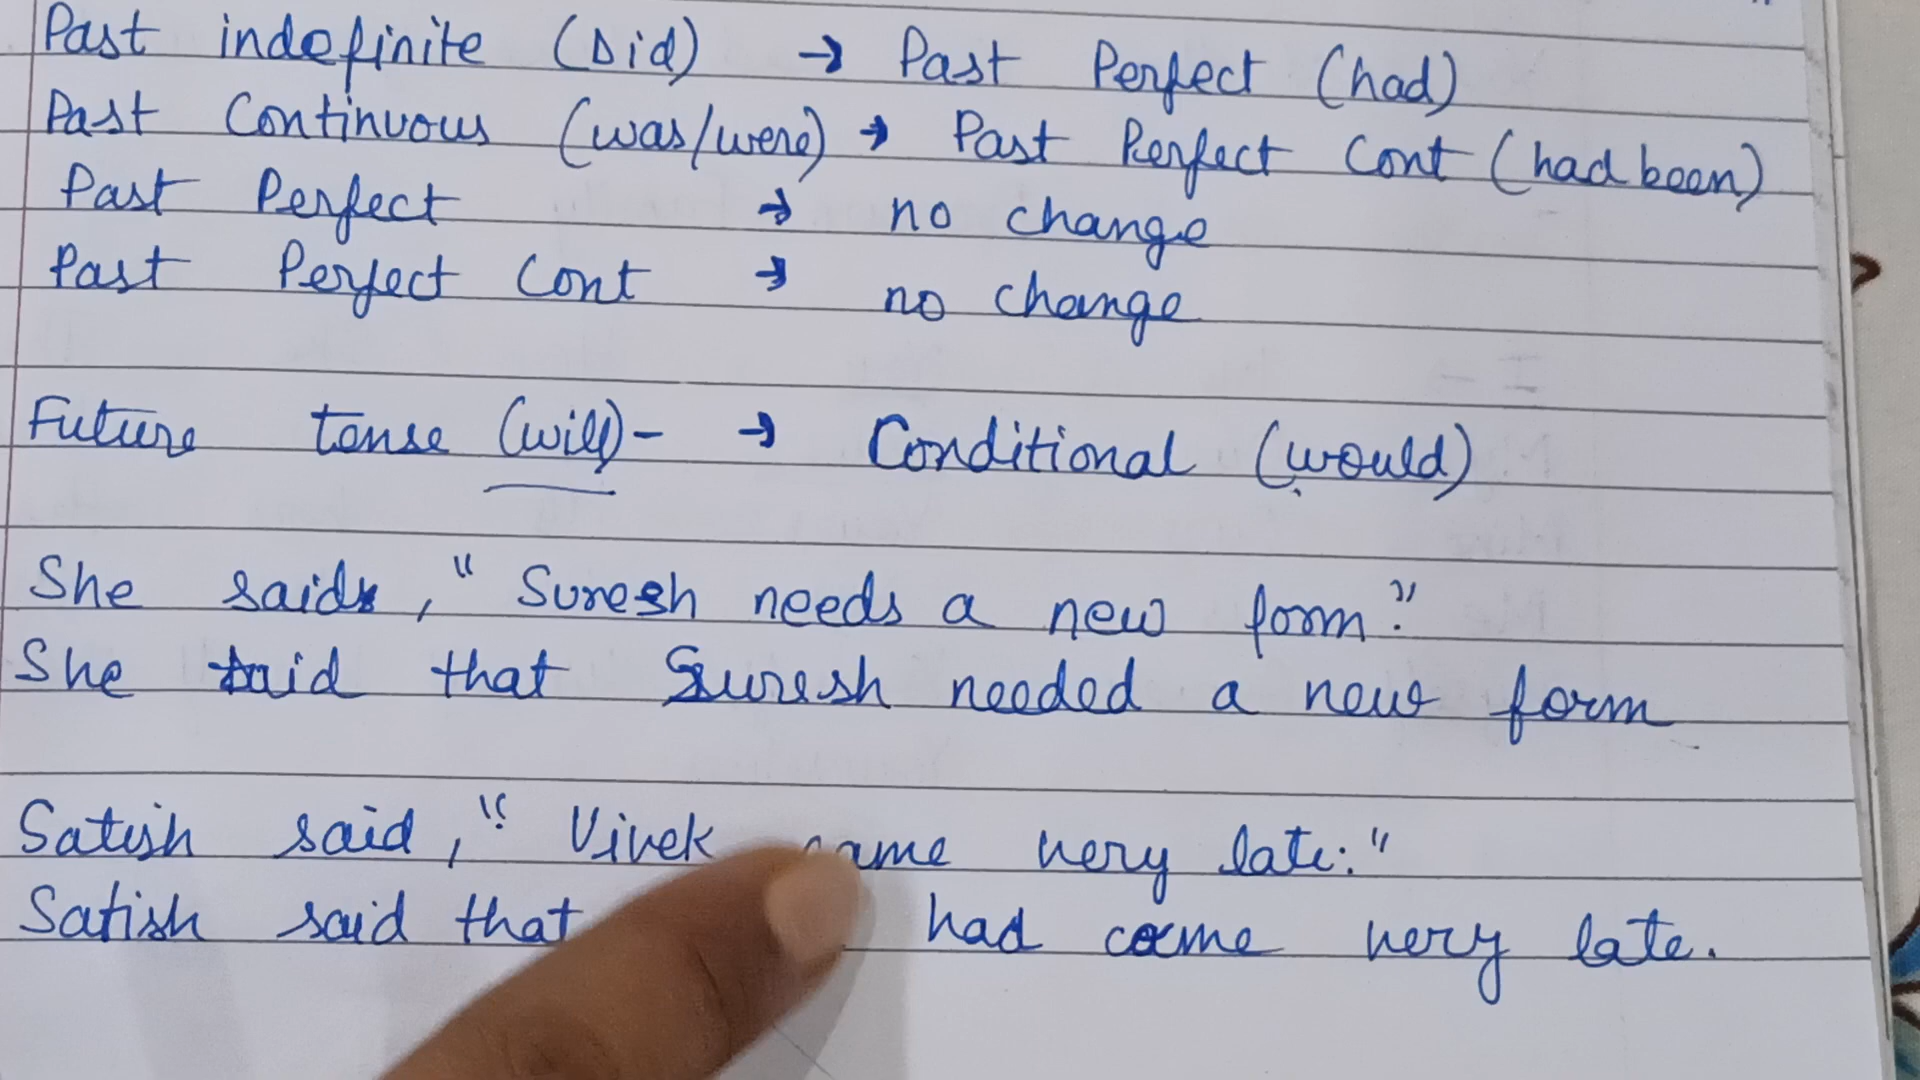 Past indefinite (Did) → Past Perfect (had)
Past Continuous (was/were) → Past Perfect Cont (had been)
Past Perfect → no change
Past Perfect Cont → no change
Future tense (will) - → Conditional (would)
She said, "Suresh needs a new form."
She said that Suresh needed a new form
Satish said, "Vivek came very late."
Satish said that had come very late.